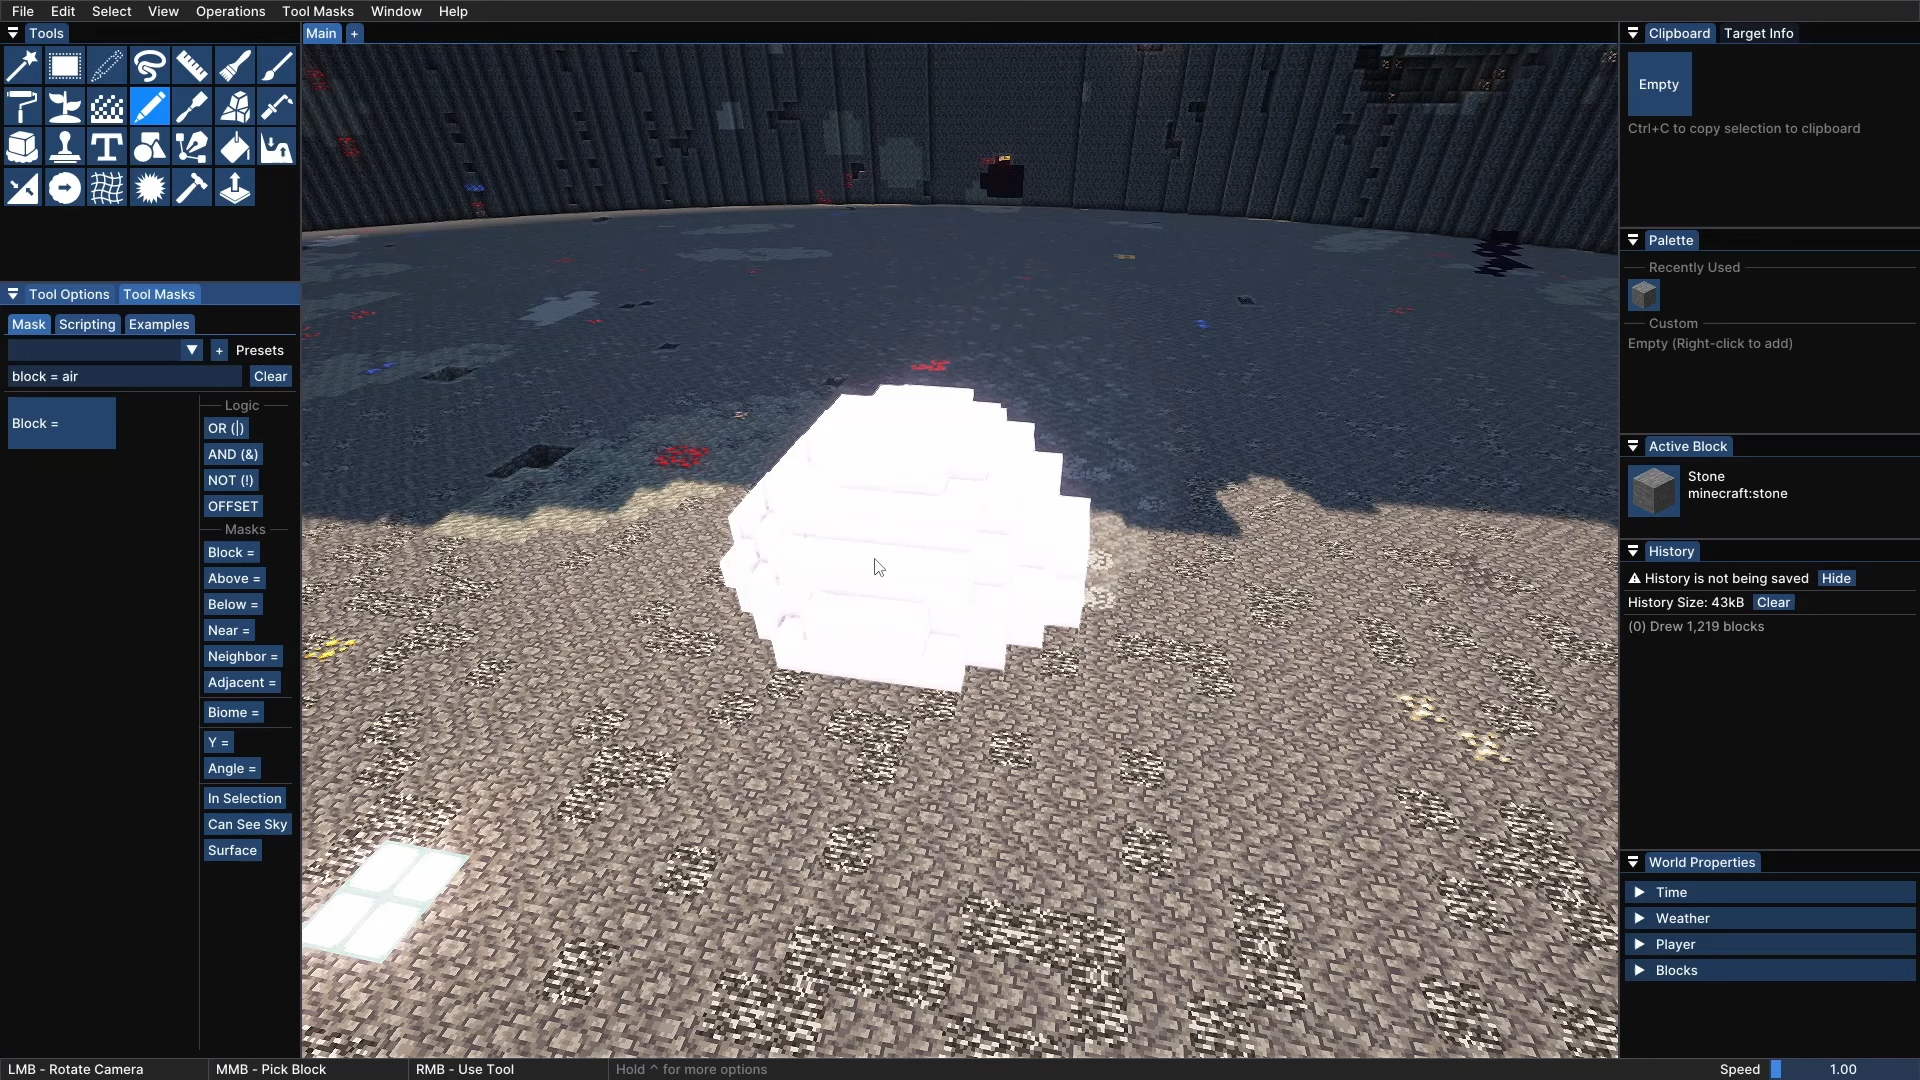 File Edit Select View Operations Tool Masks Window Help
Tools
Main +
Clipboard Target Info
Empty
Ctrl+C to copy selection to clipboard
Palette
Recently Used
Custom
Empty (Right-click to add)
Tool Options Tool Masks
Mask Scripting Examples
+ Presets
block = air Clear
Block =
Logic
OR (|)
AND (&)
NOT (!)
OFFSET
Masks
Block =
Above =
Below =
Near =
Neighbor =
Adjacent =
Biome =
Y =
Angle =
In Selection
Can See Sky
Surface
Active Block
Stone
minecraft:stone
History
History is not being saved Hide
History Size: 43kB Clear
(0) Drew 1,219 blocks
World Properties
Time
Weather
Player
Blocks
LMB - Rotate Camera MMB - Pick Block RMB - Use Tool Hold ^ for more options Speed 1.00